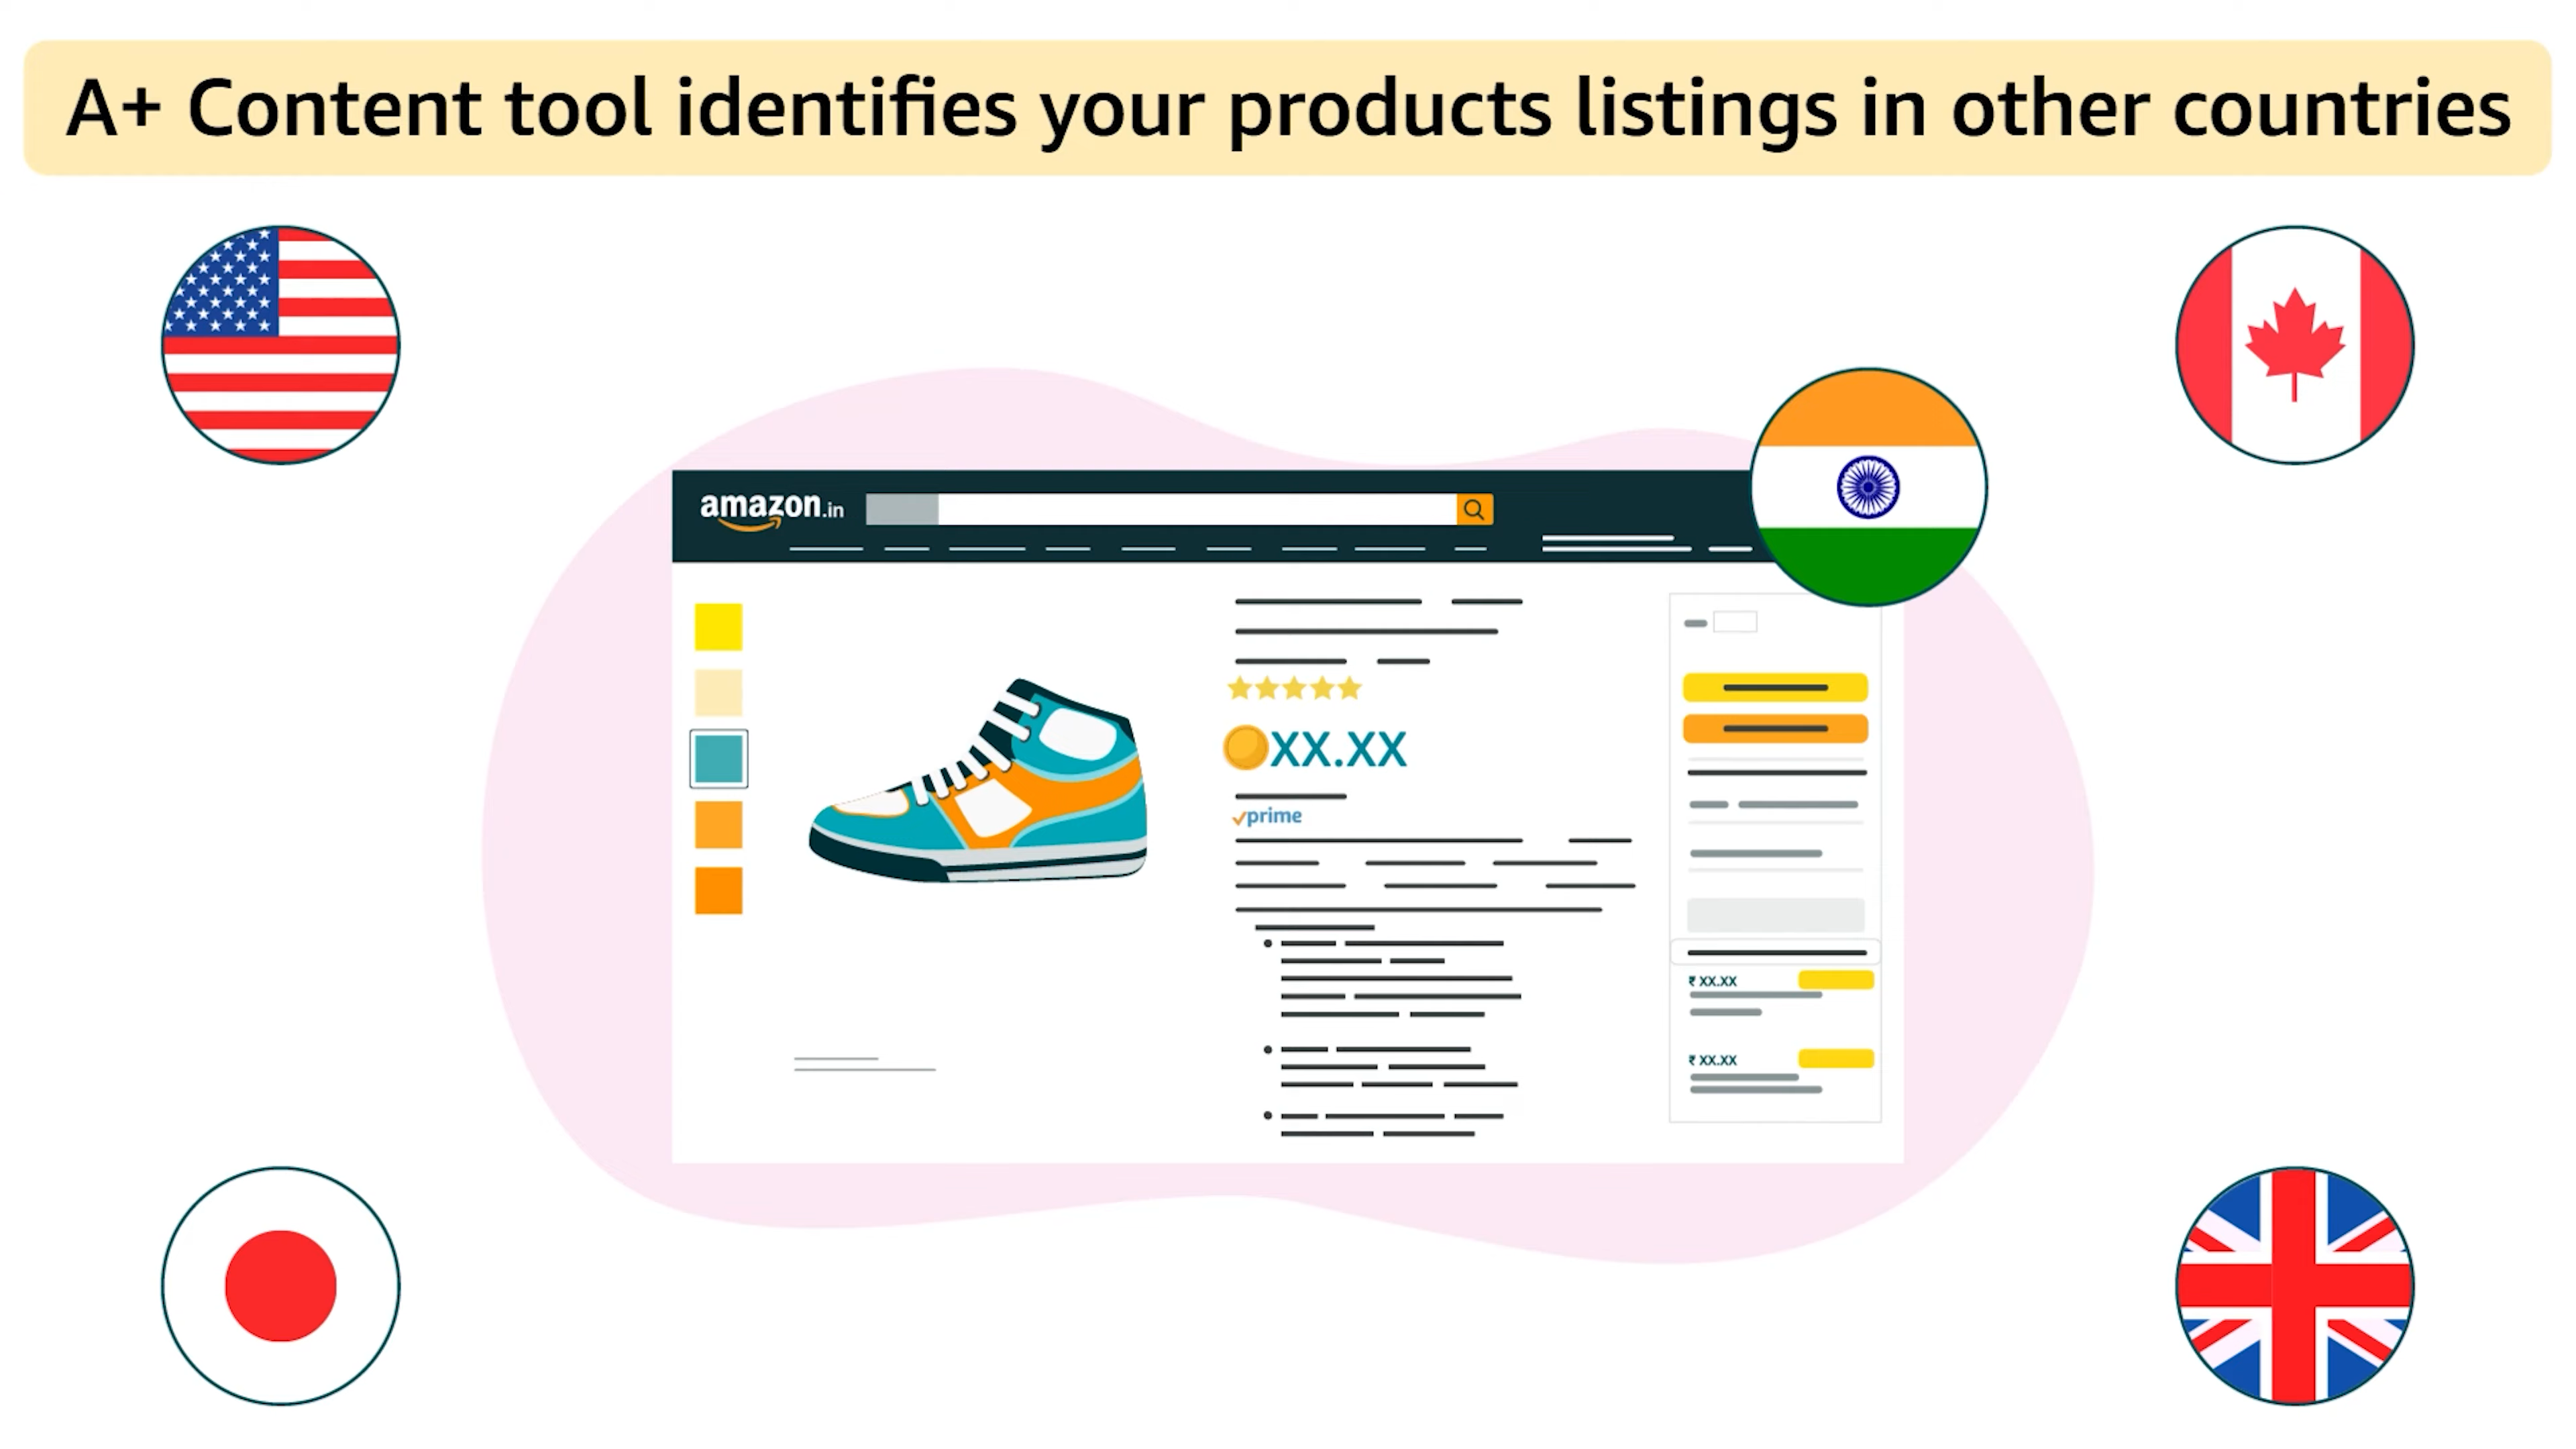 A+ Content tool identifies your products listings in other countries
amazon.in
XX.XX
prime
₹ XX.XX
₹ XX.XX